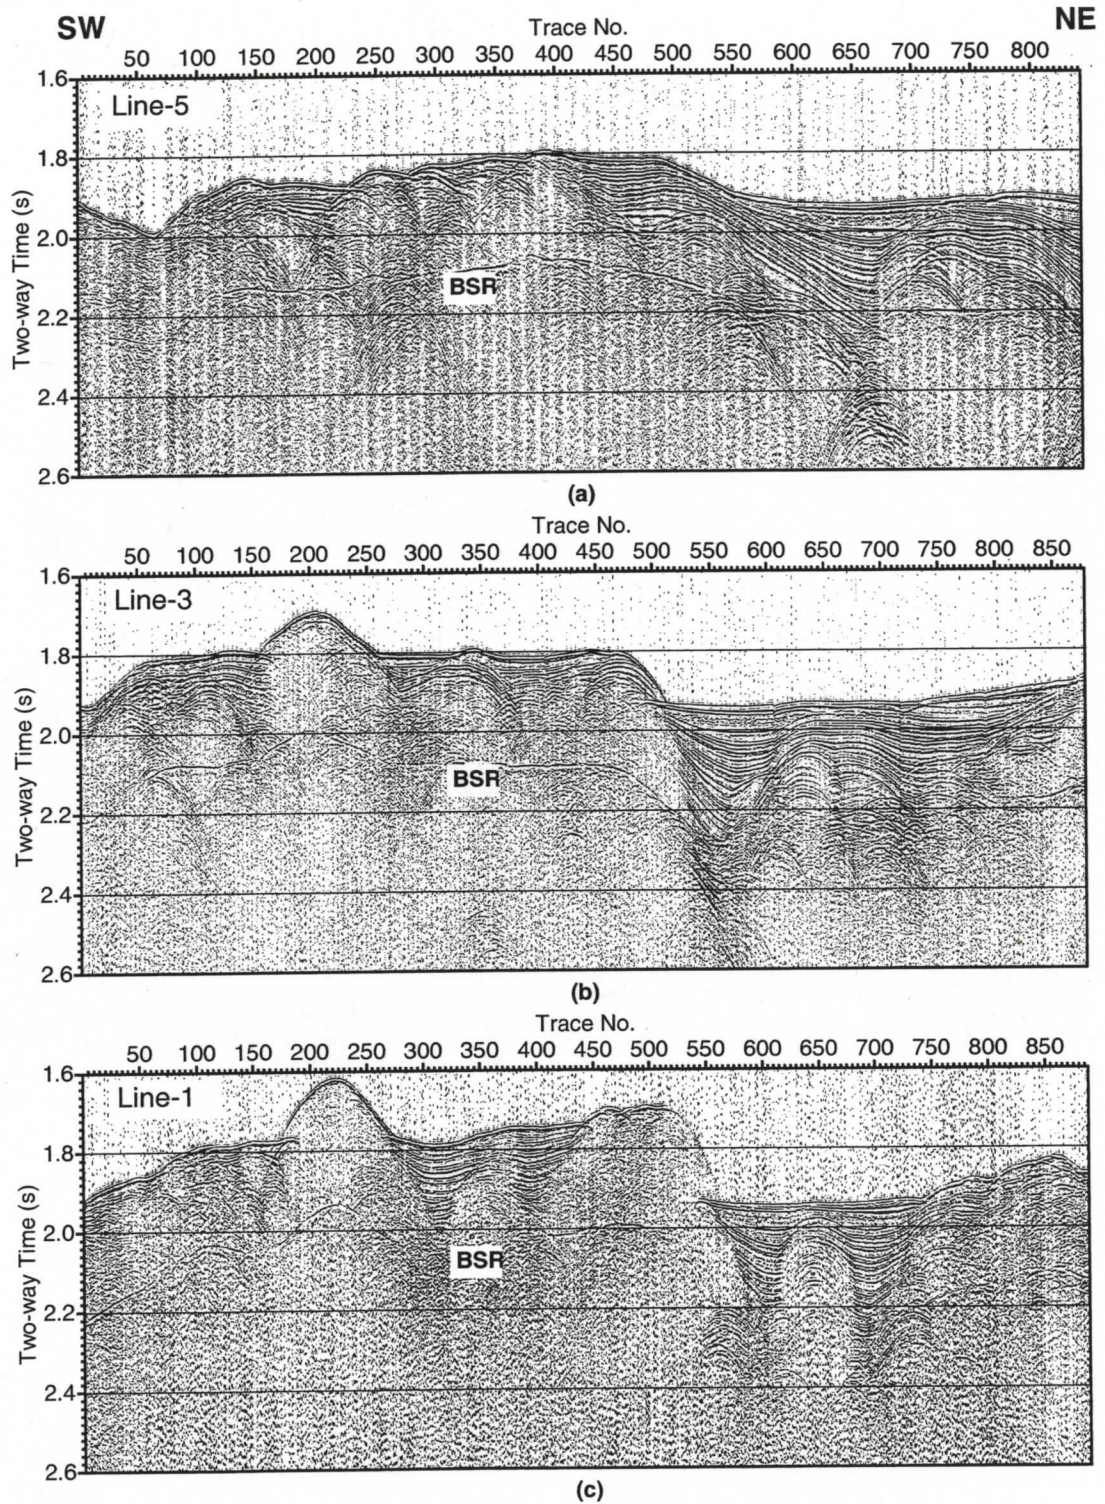 SW
Trace No.
NE
50 100 150 200 250 300 350 400 450 500 550 600 650 700 750 800
1.6
Line-5
1.8
2.0
BSR
2.2
2.4
2.6
Two-way Time (s)
(a)
Trace No.
50 100 150 200 250 300 350 400 450 500 550 600 650 700 750 800 850
1.6
Line-3
1.8
2.0
BSR
2.2
2.4
2.6
Two-way Time (s)
(b)
Trace No.
50 100 150 200 250 300 350 400 450 500 550 600 650 700 750 800 850
1.6
Line-1
1.8
2.0
BSR
2.2
2.4
2.6
Two-way Time (s)
(c)